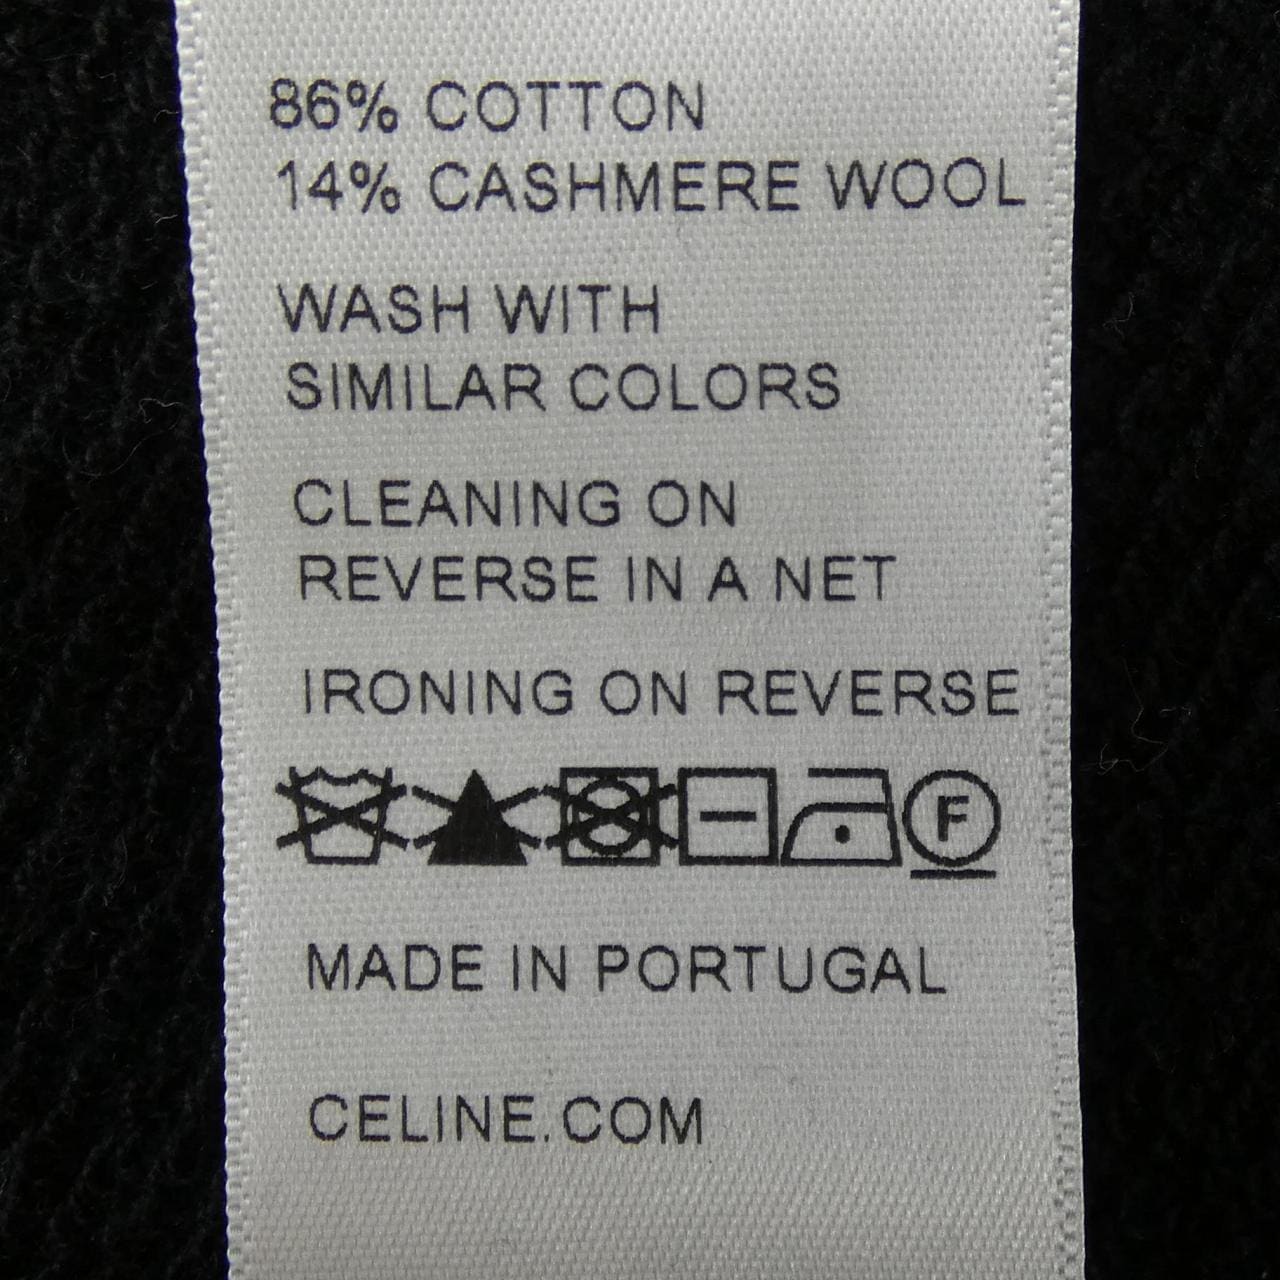 86% COTTON
14% CASHMERE WOOL
WASH WITH
SIMILAR COLORS
CLEANING ON
REVERSE IN A NET
IRONING ON REVERSE
F
MADE IN PORTUGAL
CELINE.COM